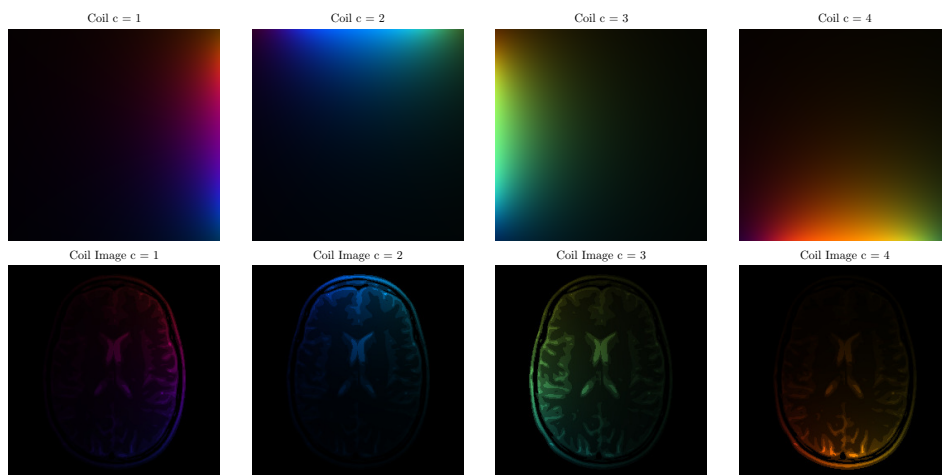 Coil c = 1
Coil c = 2
Coil c = 3
Coil c = 4
Coil Image c = 1
Coil Image c = 2
Coil Image c = 3
Coil Image c = 4